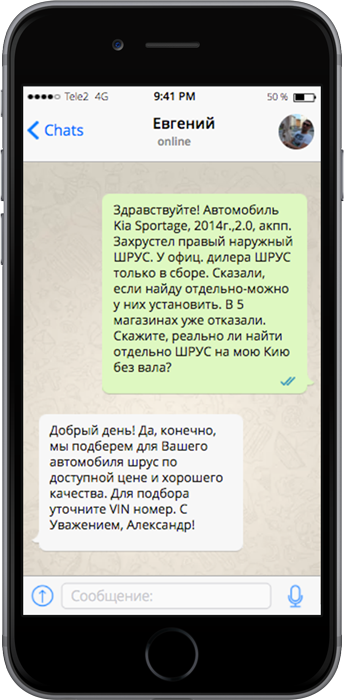 Tele2 4G 9:41 PM 50 %
Chats Евгений
online
Здравствуйте! Автомобиль
Kia Sportage, 2014г.,2.0, акпп.
Захрустел правый наружный
ШРУС. У офиц. дилера ШРУС
только в сборе. Сказали,
если найду отдельно-можно
у них установить. В 5
магазинах уже отказали.
Скажите, реально ли найти
отдельно ШРУС на мою Кию
без вала?
Добрый день! Да, конечно,
мы подберем для Вашего
автомобиля шрус по
доступной цене и хорошего
качества. Для подбора
уточните VIN номер. С
Уважением, Александр!
Сообщение: